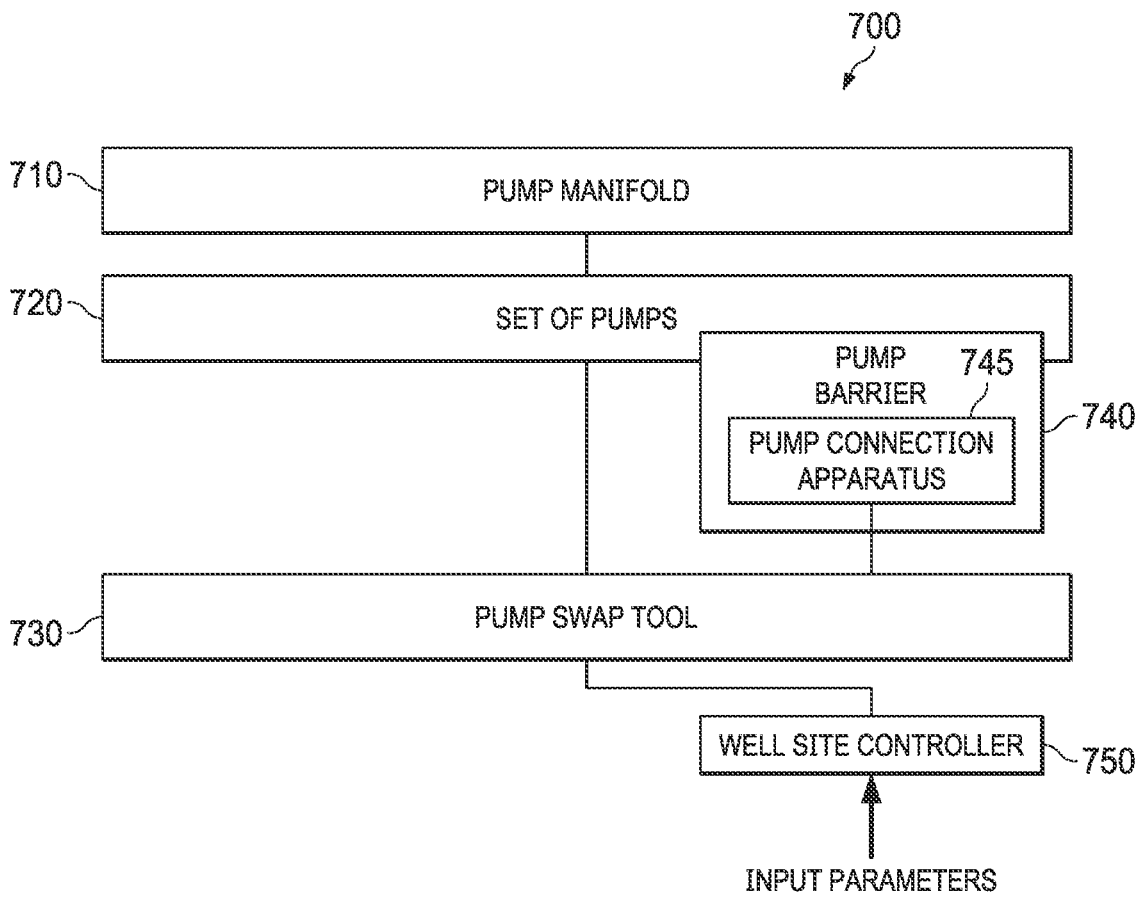 700
710
PUMP MANIFOLD
720
SET OF PUMPS
PUMP
BARRIER
745
740
PUMP CONNECTION
APPARATUS
730
PUMP SWAP TOOL
WELL SITE CONTROLLER
750
INPUT PARAMETERS